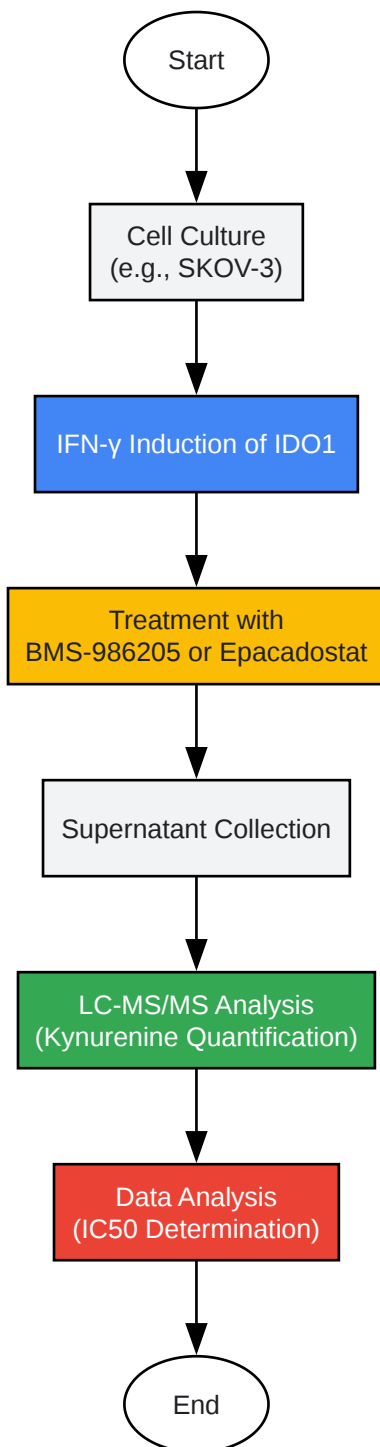 Start
Cell Culture
(e.g., SKOV-3)
IFN-γ Induction of IDO1
Treatment with
BMS-986205 or Epacadostat
Supernatant Collection
LC-MS/MS Analysis
(Kynurenine Quantification)
Data Analysis
(IC50 Determination)
End